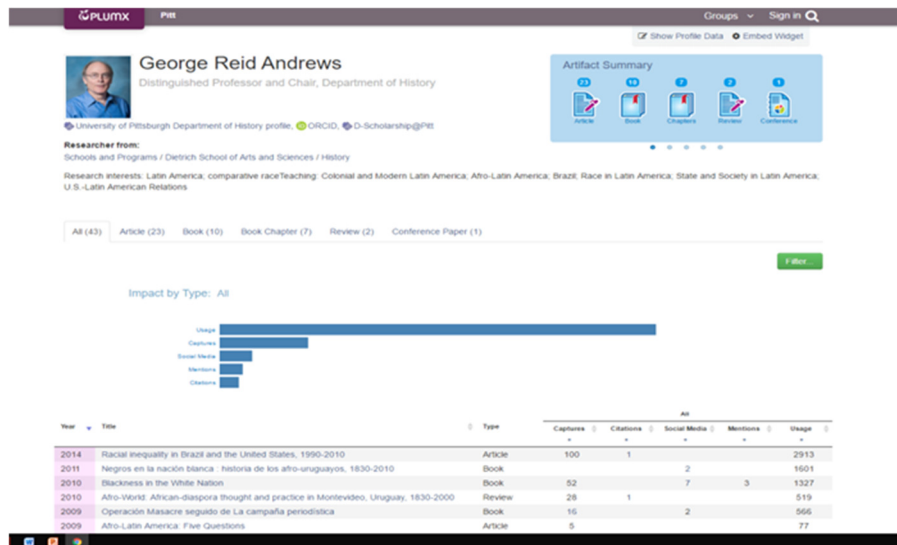 PLUMX Pitt Groups Sign in
Show Profile Data Embed Widget
George Reid Andrews
Distinguished Professor and Chair, Department of History
Artifact Summary
23 10 7 2 1
Article Book Chapters Review Conference
University of Pittsburgh Department of History profile, ORCID, D-Scholarship@Pitt
Researcher from:
Schools and Programs / Dietrich School of Arts and Sciences / History
Research interests: Latin America; comparative raceTeaching: Colonial and Modern Latin America; Afro-Latin America; Brazil; Race in Latin America; State and Society in Latin America;
U.S.-Latin American Relations
All (43) Article (23) Book (10) Book Chapter (7) Review (2) Conference Paper (1)
Filter...
Impact by Type: All
Usage
Captures
Social Media
Mentions
Citations
All
Year Title Type Captures Citations Social Media Mentions Usage
2014 Racial inequality in Brazil and the United States, 1990-2010 Article 100 1 2913
2011 Negros en la nación blanca : historia de los afro-uruguayos, 1830-2010 Book 2 1601
2010 Blackness in the White Nation Book 52 7 3 1327
2010 Afro-World: African-diaspora thought and practice in Montevideo, Uruguay, 1830-2000 Review 28 1 519
2009 Operación Masacre seguido de La campaña periodística Book 16 2 566
2009 Afro-Latin America: Five Questions Article 5 77